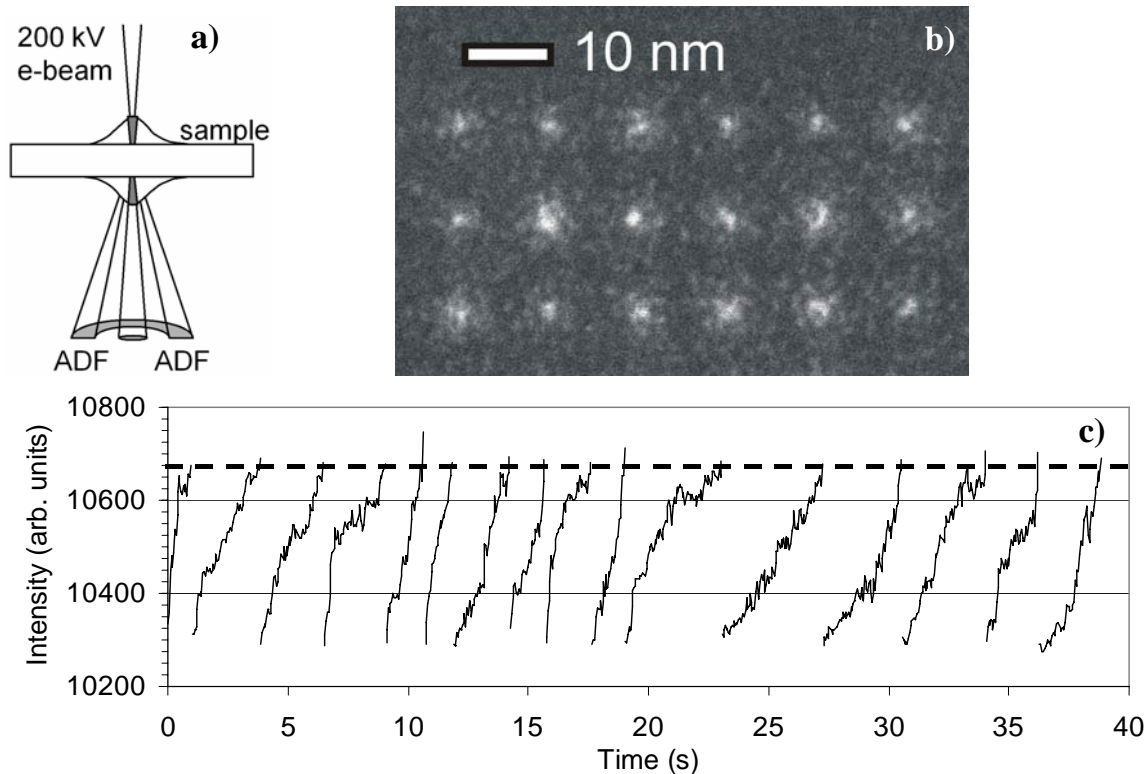 a)
200 kV
e-beam
sample
ADF ADF
b)
10 nm
c)
10800
10600
10400
10200
Intensity (arb. units)
0 5 10 15 20 25 30 35 40
Time (s)